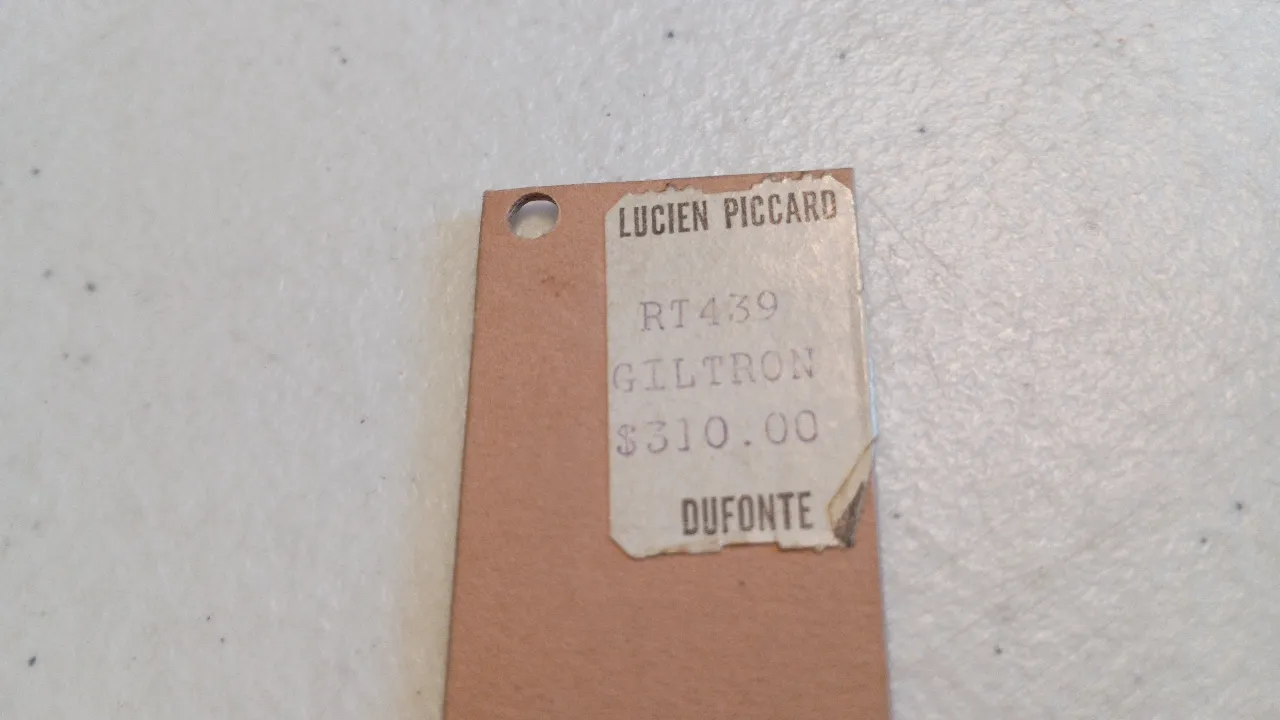 LUCIEN PICCARD
RT439
GILTRON
$310.00
DUFONTE